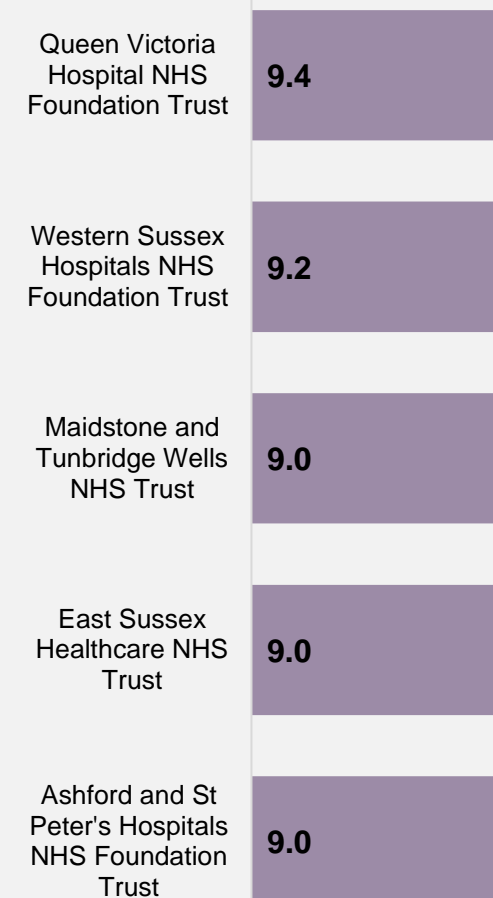 Queen Victoria
Hospital NHS
Foundation Trust
9.4
Western Sussex
Hospitals NHS
Foundation Trust
9.2
Maidstone and
Tunbridge Wells
NHS Trust
9.0
East Sussex
Healthcare NHS
Trust
9.0
Ashford and St
Peter's Hospitals
NHS Foundation
Trust
9.0